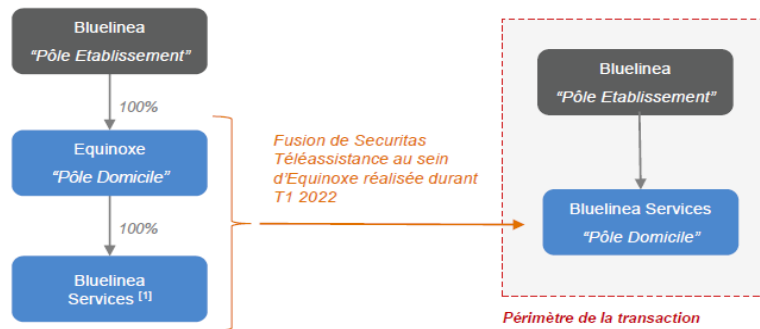 Bluelinea
“Pôle Etablissement”
100%
Equinoxe
“Pôle Domicile”
100%
Bluelinea
Services [1]
Fusion de Securitas
Téléassistance au sein
d’Equinoxe réalisée durant
T1 2022
Bluelinea
“Pôle Etablissement”
Bluelinea Services
“Pôle Domicile”
Périmètre de la transaction